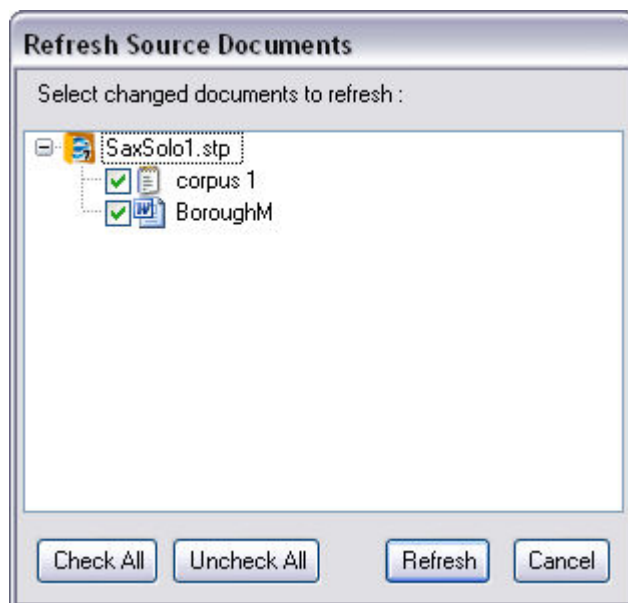 Refresh Source Documents
Select changed documents to refresh :
SaxSolo1.stp
corpus 1
BoroughM
Check All Uncheck All Refresh Cancel